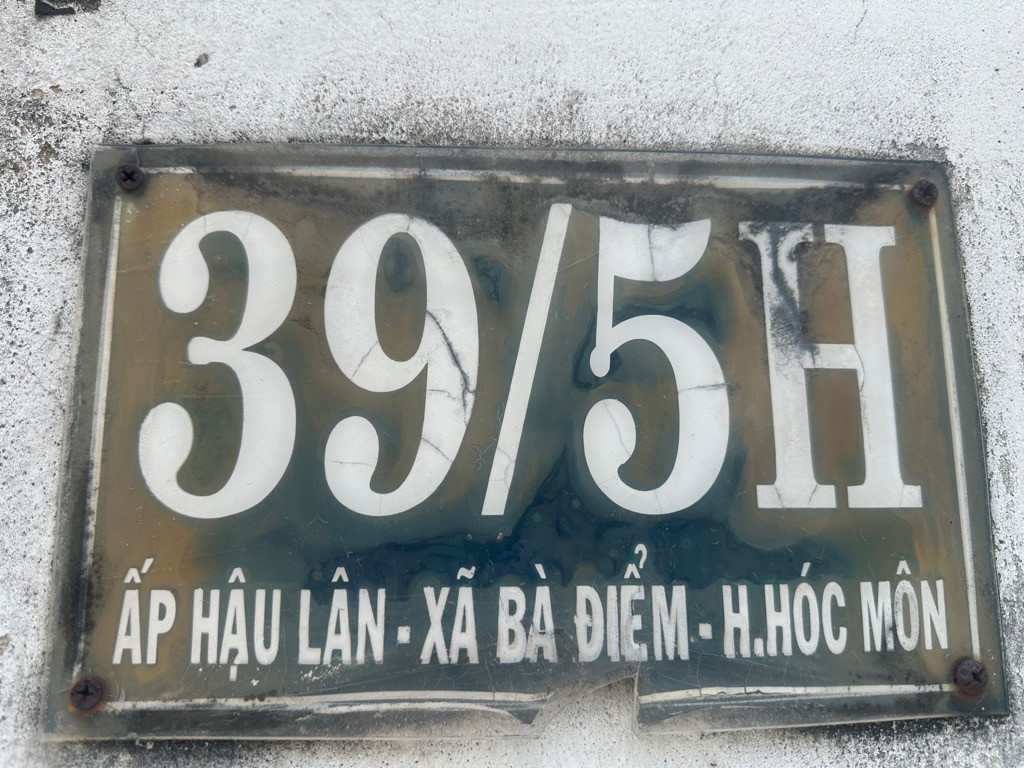 39/5H
ẤP HẬU LÂN - XÃ BÀ ĐIỂM - H.HÓC MÔN